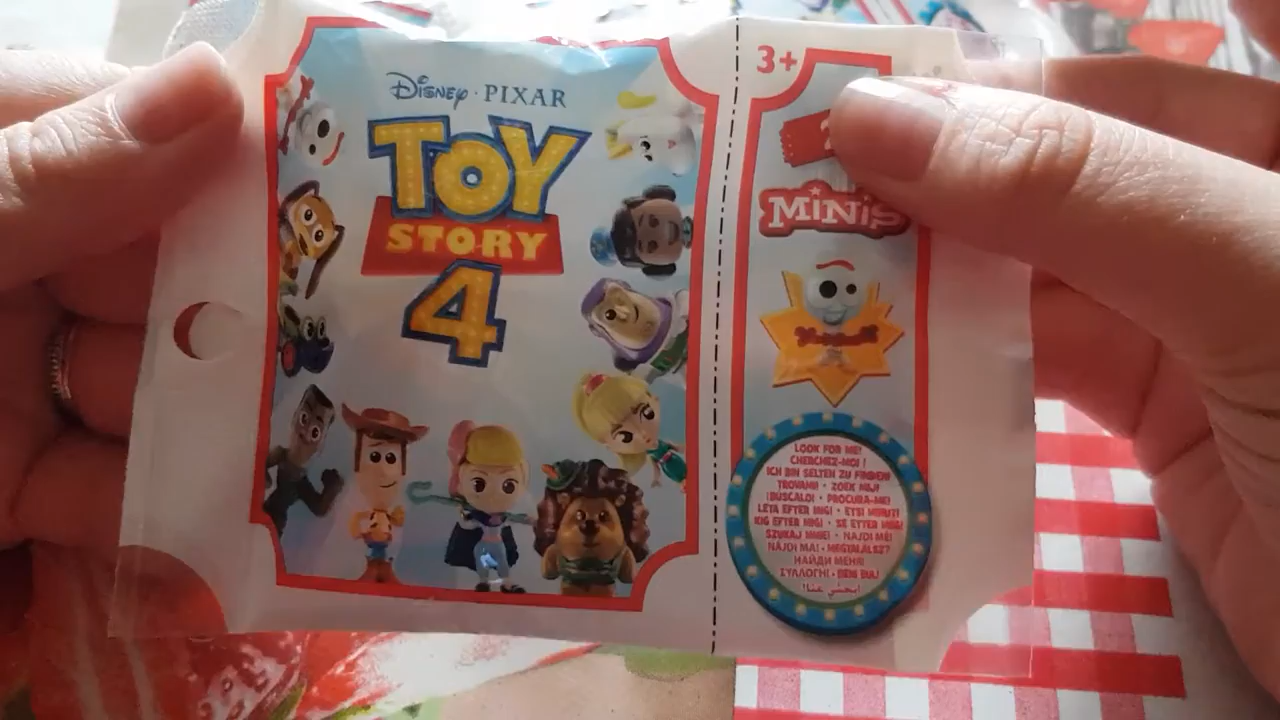 DISNEY · PIXAR
TOY
STORY
4
3+
MINIS
LOOK FOR ME!
CHERCHEZ-MOI !
ICH BIN SELTEN ZU FINDEN!
TROVAMI! · ZOEK MIJ!
¡BÚSCALO! · PROCURA-ME!
LETA EFTER MIG! · ETSI MINUT!
KIG EFTER MIG! · SE ETTER MEG!
SZUKAJ MNIE! · NAJDI MĚ!
NÁJDI MA! · MEGTALÁLSZ?
НАЙДИ МЕНЯ!
ΣΥΛΛΟΓΗ! · BENI BUL!